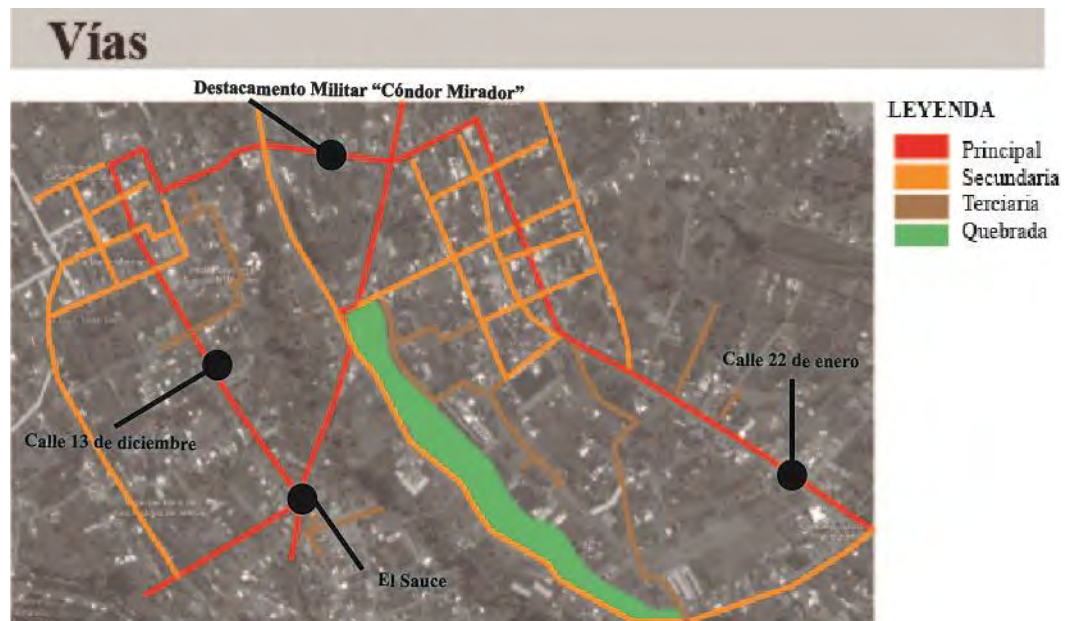 Vías
Destacamento Militar “Cóndor Mirador”
LEYENDA
Principal
Secundaria
Terciaria
Quebrada
Calle 22 de enero
Calle 13 de diciembre
El Sauce